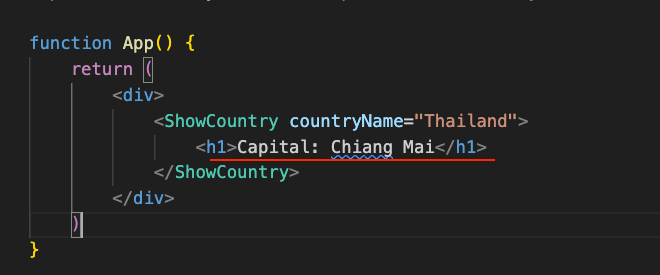 function App() {
return (
<div>
<ShowCountry countryName="Thailand">
<h1>Capital: Chiang Mai</h1>
</ShowCountry>
</div>
)
}